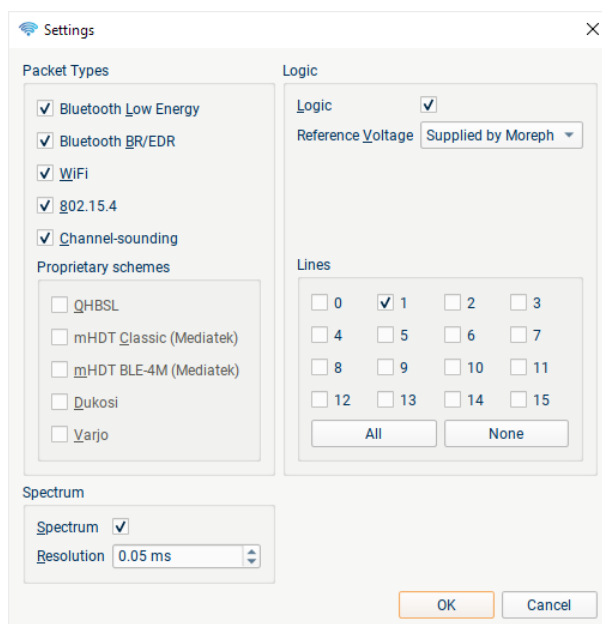 Settings
Packet Types
Bluetooth Low Energy
Bluetooth BR/EDR
WiFi
802.15.4
Channel-sounding
Proprietary schemes
QHBSL
mHDT Classic (Mediatek)
mHDT BLE-4M (Mediatek)
Dukosi
Varjo
Logic
Logic
Reference Voltage Supplied by Moreph
Lines
0 1 2 3
4 5 6 7
8 9 10 11
12 13 14 15
All None
Spectrum
Spectrum
Resolution 0.05 ms
OK Cancel